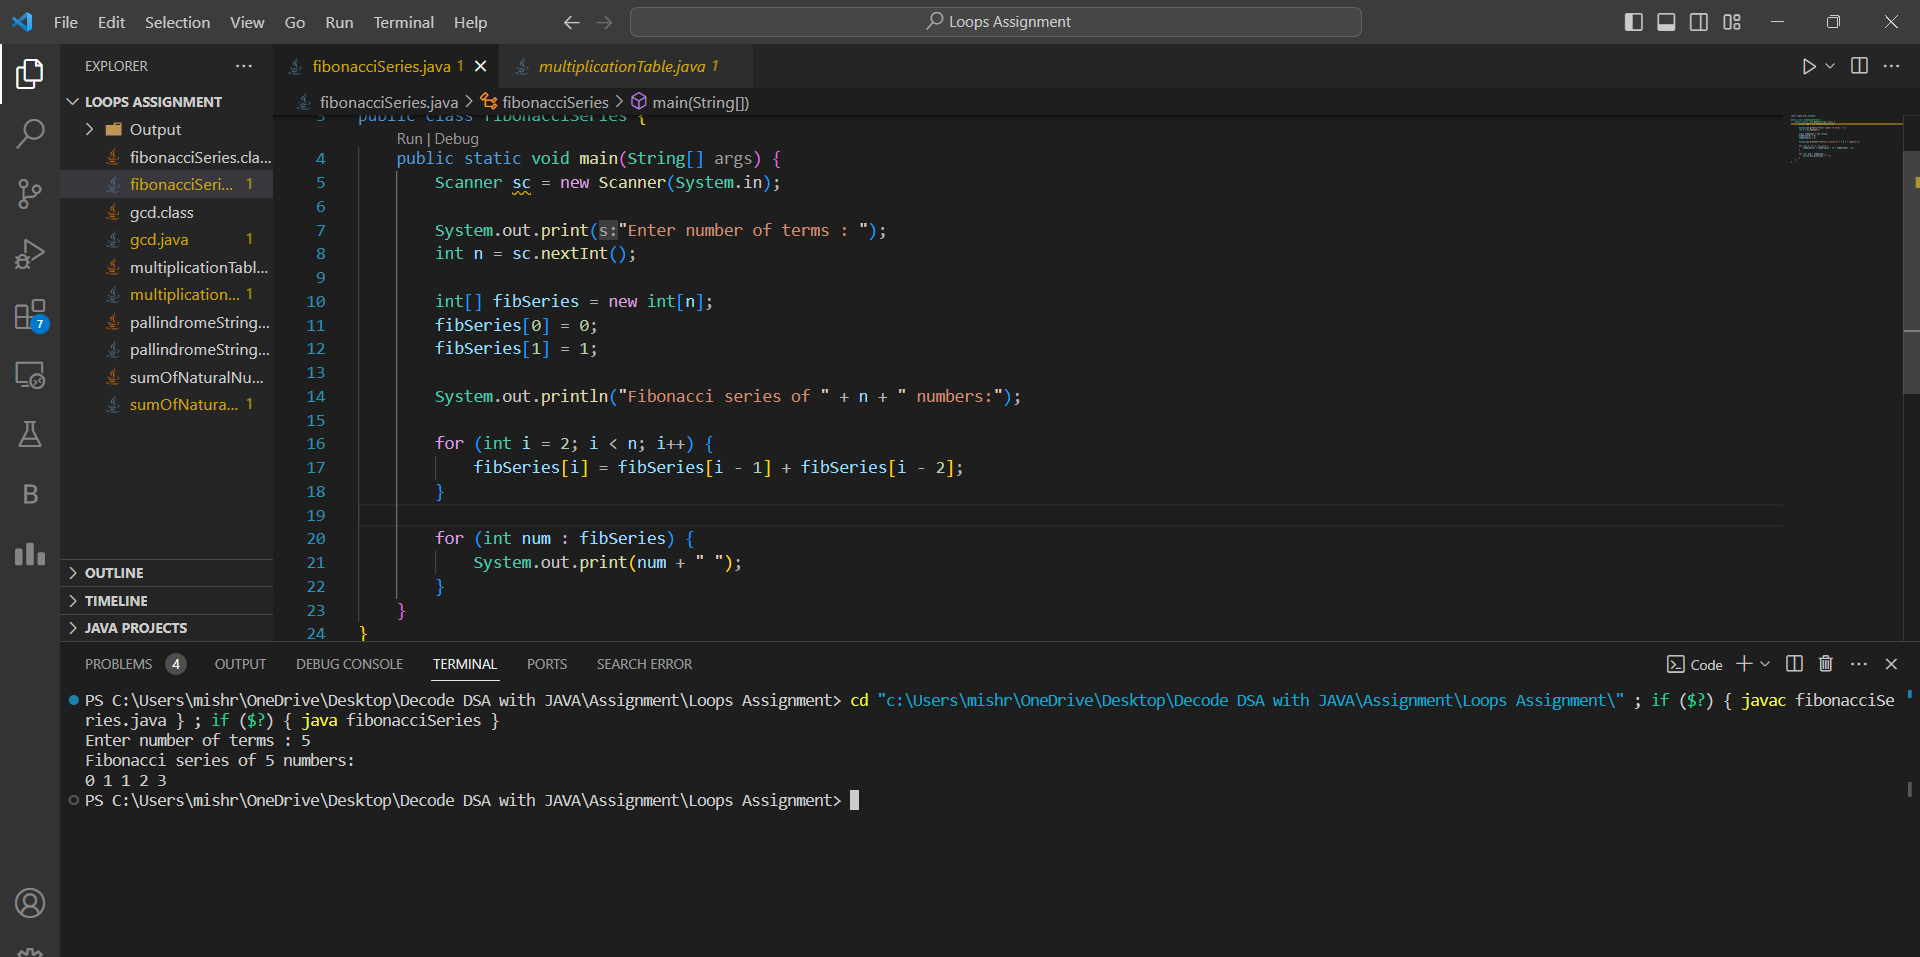 File Edit Selection View Go Run Terminal Help
Loops Assignment
EXPLORER
LOOPS ASSIGNMENT
Output
fibonacciSeries.cla...
fibonacciSeri... 1
gcd.class
gcd.java 1
multiplicationTabl...
multiplication... 1
pallindromeString...
pallindromeString...
sumOfNaturalNu...
sumOfNatura... 1
OUTLINE
TIMELINE
JAVA PROJECTS
7
B
fibonacciSeries.java 1
multiplicationTable.java 1
fibonacciSeries.java > fibonacciSeries > main(String[])
3 public class fibonacciSeries {
Run | Debug
4 public static void main(String[] args) {
5 Scanner sc = new Scanner(System.in);
6
7 System.out.print(s:"Enter number of terms : ");
8 int n = sc.nextInt();
9
10 int[] fibSeries = new int[n];
11 fibSeries[0] = 0;
12 fibSeries[1] = 1;
13
14 System.out.println("Fibonacci series of " + n + " numbers:");
15
16 for (int i = 2; i < n; i++) {
17 fibSeries[i] = fibSeries[i - 1] + fibSeries[i - 2];
18 }
19
20 for (int num : fibSeries) {
21 System.out.print(num + " ");
22 }
23 }
24 }
PROBLEMS 4 OUTPUT DEBUG CONSOLE TERMINAL PORTS SEARCH ERROR
Code
PS C:\Users\mishr\OneDrive\Desktop\Decode DSA with JAVA\Assignment\Loops Assignment> cd "c:\Users\mishr\OneDrive\Desktop\Decode DSA with JAVA\Assignment\Loops Assignment\" ; if ($?) { javac fibonacciSe
ries.java } ; if ($?) { java fibonacciSeries }
Enter number of terms : 5
Fibonacci series of 5 numbers:
0 1 1 2 3
PS C:\Users\mishr\OneDrive\Desktop\Decode DSA with JAVA\Assignment\Loops Assignment>